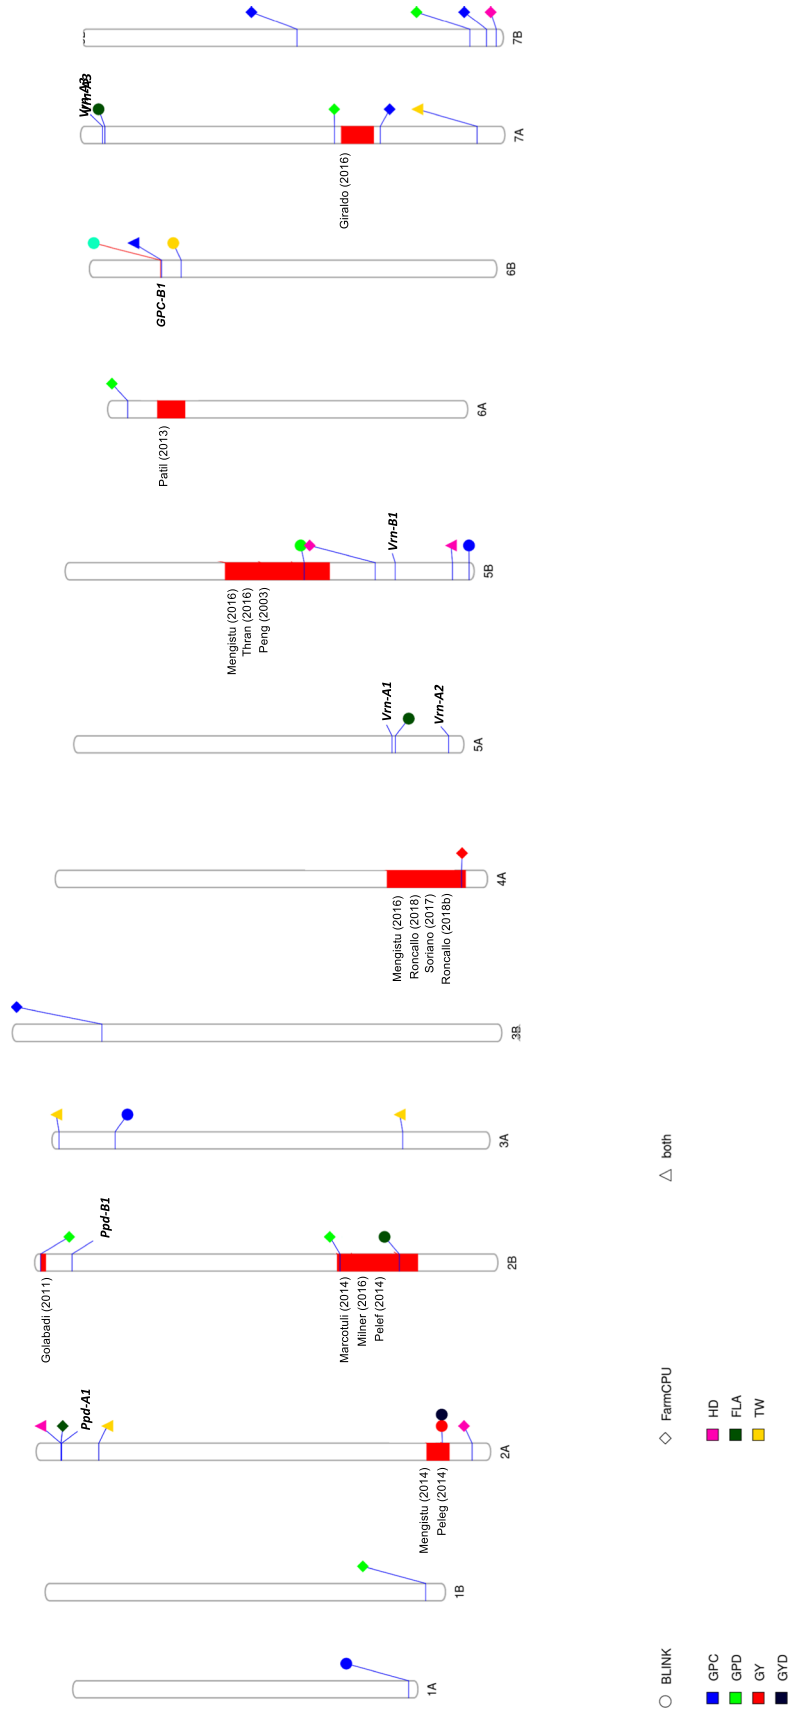 7B
Vrn-A3
7A
Giraldo (2016)
6B
GPC-B1
6A
Patil (2013)
Vrn-B1
5B
Mengistu (2016)
Thran (2016)
Peng (2003)
Vrn-A1
Vrn-A2
5A
4A
Mengistu (2016)
Roncallo (2018)
Soriano (2017)
Roncallo (2018b)
3B
3A
Ppd-B1
2B
Golabadi (2011)
Marcotuli (2014)
Milner (2016)
Pelef (2014)
Ppd-A1
2A
Mengistu (2014)
Peleg (2014)
1B
1A
BLINK
FarmCPU
both
GPC
HD
GPD
FLA
GY
TW
GYD